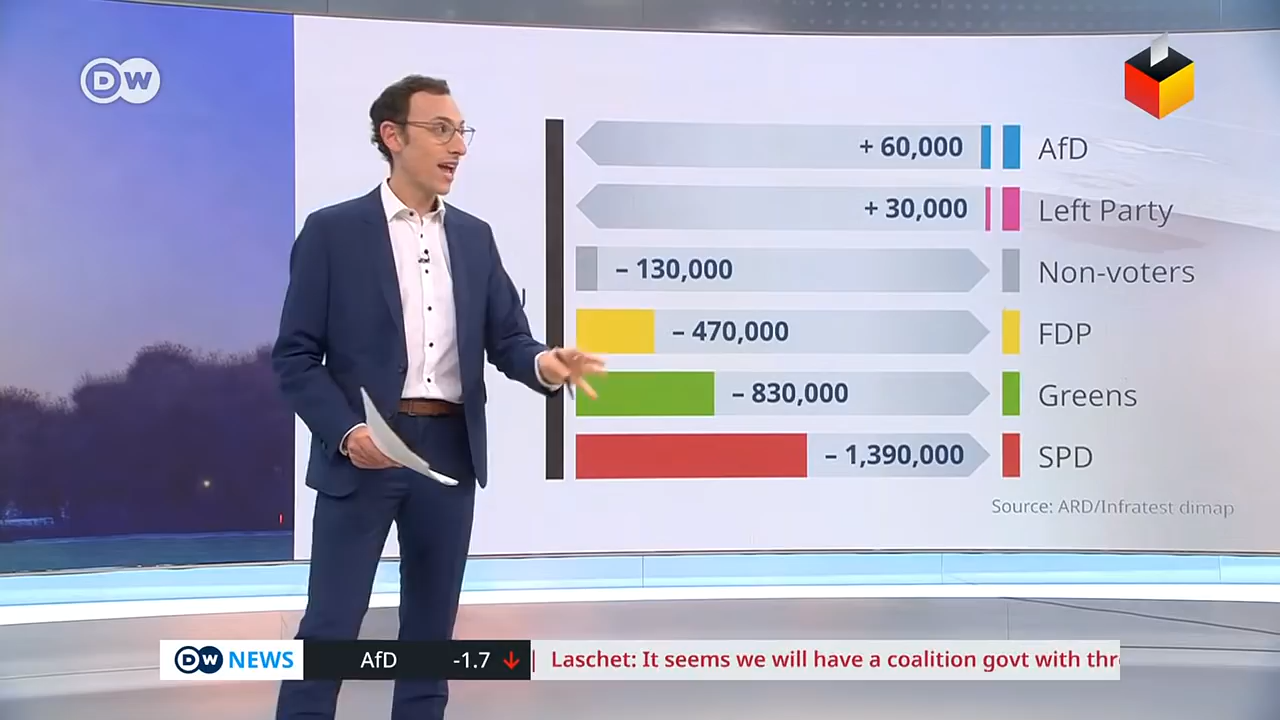 DW
+ 60,000 AfD
+ 30,000 Left Party
– 130,000 Non-voters
– 470,000 FDP
– 830,000 Greens
– 1,390,000 SPD
Source: ARD/Infratest dimap
DW NEWS AfD -1.7 Laschet: It seems we will have a coalition govt with